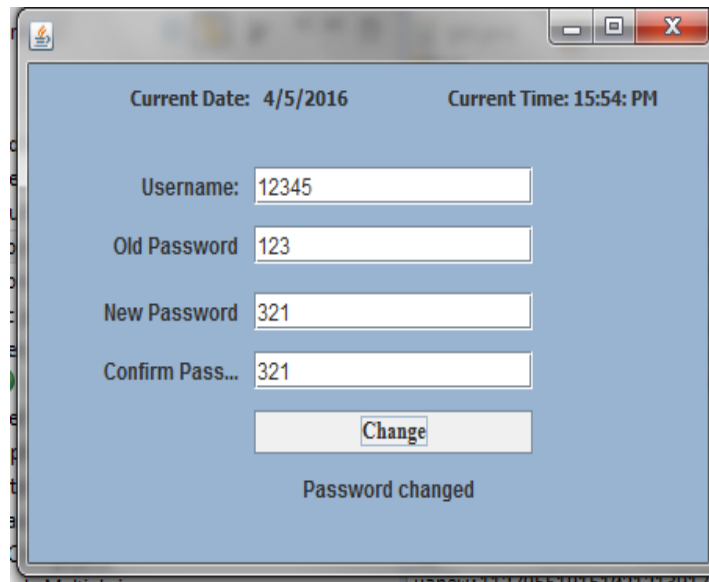 Current Date: 4/5/2016 Current Time: 15:54: PM
Username: 12345
Old Password 123
New Password 321
Confirm Pass... 321
Change
Password changed